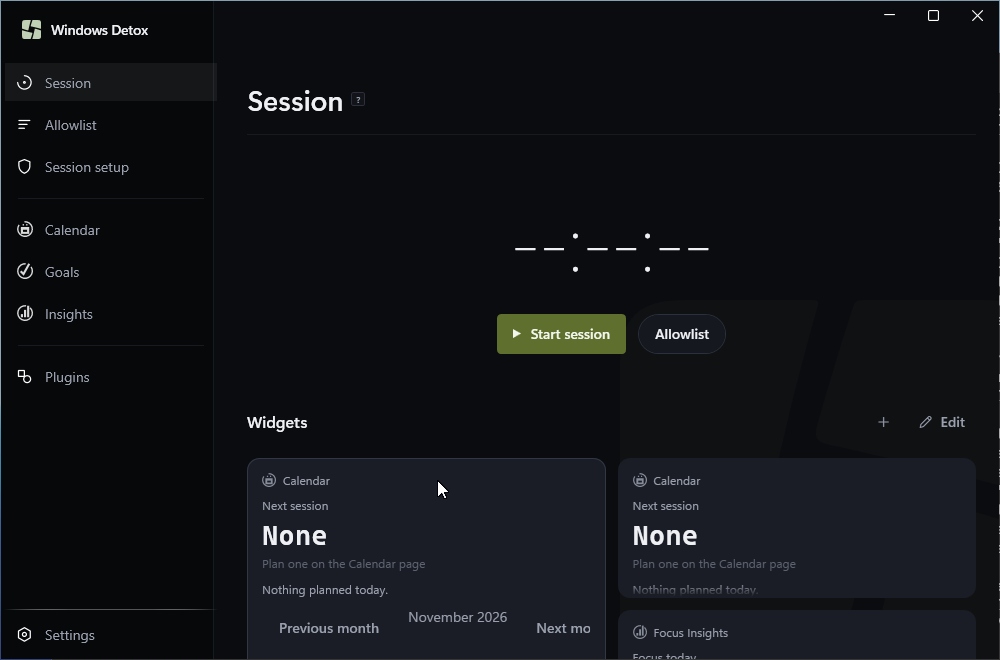 Windows Detox
Session
Allowlist
Session setup
Calendar
Goals
Insights
Plugins
Settings
Session ?
--:--:--
Start session
Allowlist
Widgets
+ Edit
Calendar
Next session
None
Plan one on the Calendar page
Nothing planned today.
Previous month November 2026 Next mo
Calendar
Next session
None
Plan one on the Calendar page
Nothing planned today.
Focus Insights
Focus today